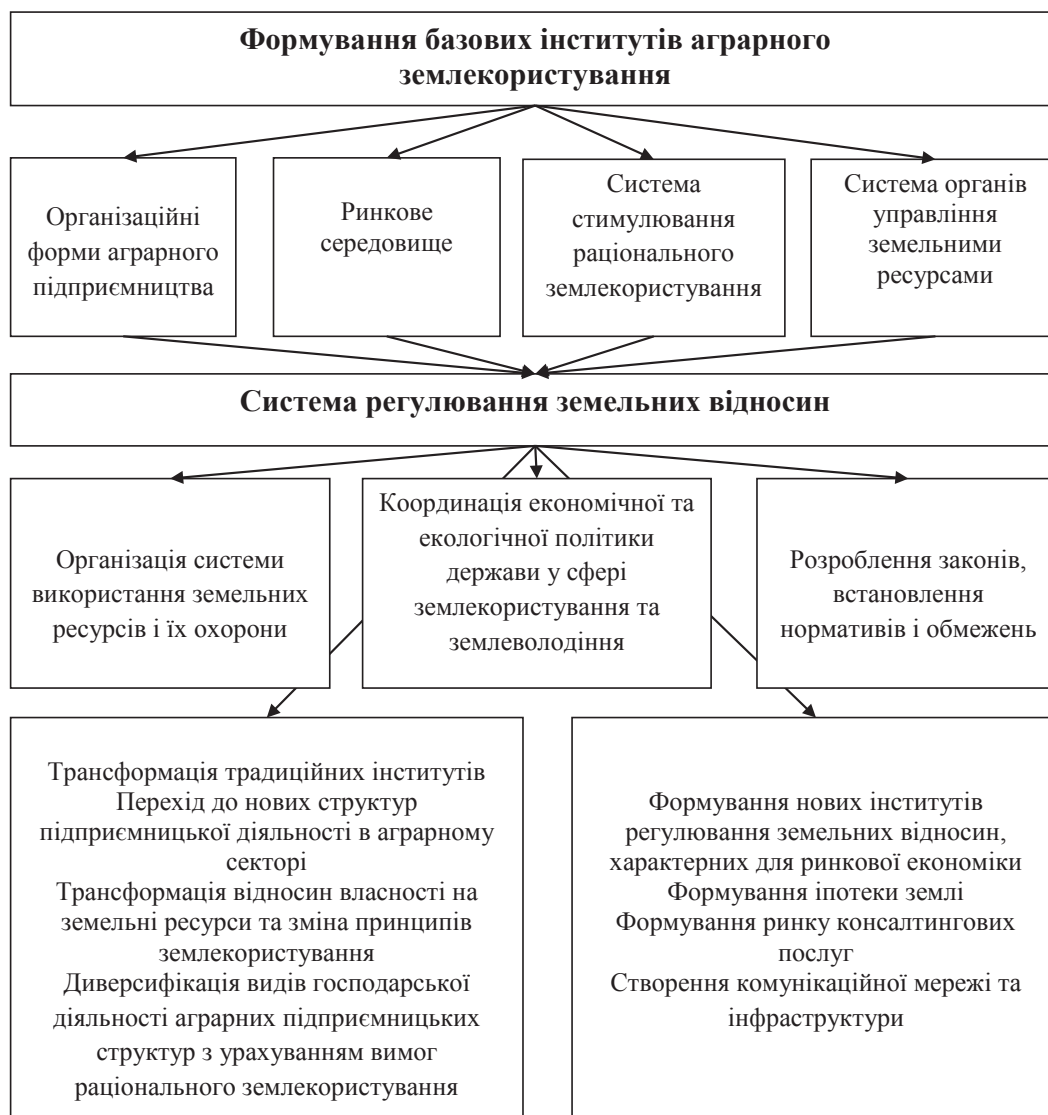 Формування базових інститутів аграрного
землекористування
Організаційні
форми аграрного
підприємництва
Ринкове
середовище
Система
стимулювання
раціонального
землекористування
Система органів
управління
земельними
ресурсами
Система регулювання земельних відносин
Організація системи
використання земельних
ресурсів і їх охорони
Координація економічної та
екологічної політики
держави у сфері
землекористування та
землеволодіння
Розроблення законів,
встановлення
нормативів і обмежень
Трансформація традиційних інститутів
Перехід до нових структур
підприємницької діяльності в аграрному
секторі
Трансформація відносин власності на
земельні ресурси та зміна принципів
землекористування
Диверсифікація видів господарської
діяльності аграрних підприємницьких
структур з урахуванням вимог
раціонального землекористування
Формування нових інститутів
регулювання земельних відносин,
характерних для ринкової економіки
Формування іпотеки землі
Формування ринку консалтингових
послуг
Створення комунікаційної мережі та
інфраструктури